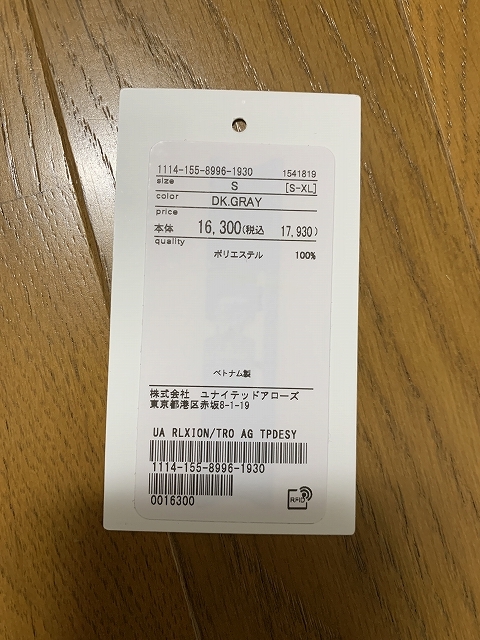 1114-155-8996-1930 1541819
size S [S-XL]
color DK.GRAY
price
本体 16,300(税込 17,930)
quality
ポリエステル 100%
ベトナム製
株式会社 ユナイテッドアローズ
東京都港区赤坂8-1-19
UA RLXION/TRO AG TPDESY
1114-155-8996-1930
0016300
RFID